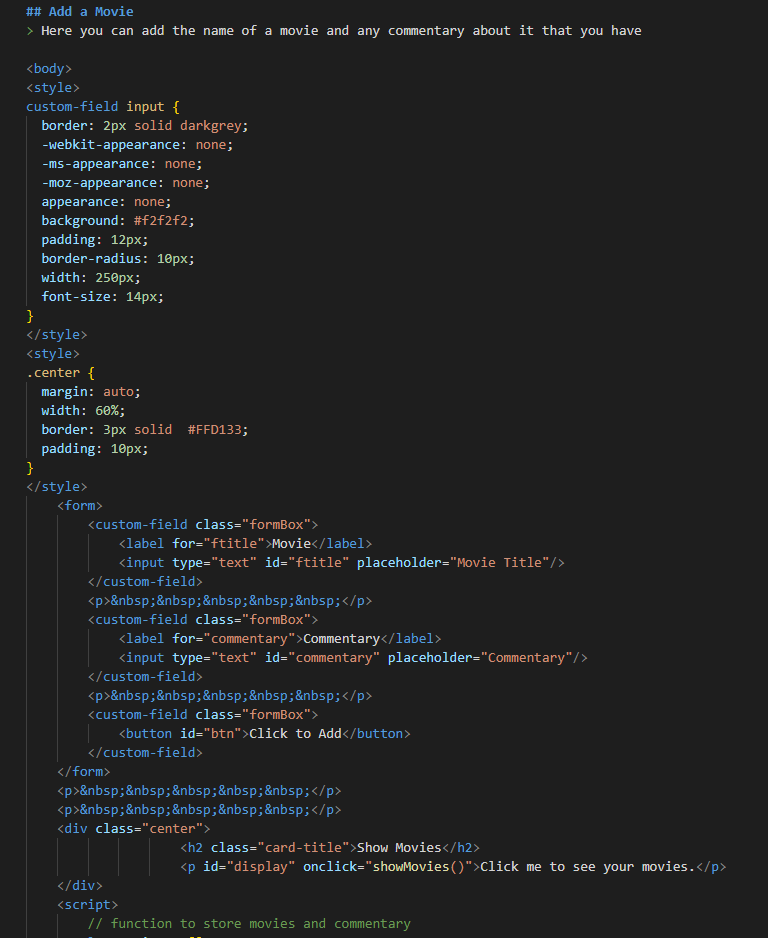 ## Add a Movie
> Here you can add the name of a movie and any commentary about it that you have
<body>
<style>
custom-field input {
border: 2px solid darkgrey;
-webkit-appearance: none;
-ms-appearance: none;
-moz-appearance: none;
appearance: none;
background: #f2f2f2;
padding: 12px;
border-radius: 10px;
width: 250px;
font-size: 14px;
}
</style>
<style>
.center {
margin: auto;
width: 60%;
border: 3px solid  #FFD133;
padding: 10px;
}
</style>
<form>
<custom-field class="formBox">
<label for="ftitle">Movie</label>
<input type="text" id="ftitle" placeholder="Movie Title"/>
</custom-field>
<p>&nbsp;&nbsp;&nbsp;&nbsp;&nbsp;</p>
<custom-field class="formBox">
<label for="commentary">Commentary</label>
<input type="text" id="commentary" placeholder="Commentary"/>
</custom-field>
<p>&nbsp;&nbsp;&nbsp;&nbsp;&nbsp;</p>
<custom-field class="formBox">
<button id="btn">Click to Add</button>
</custom-field>
</form>
<p>&nbsp;&nbsp;&nbsp;&nbsp;&nbsp;</p>
<p>&nbsp;&nbsp;&nbsp;&nbsp;&nbsp;</p>
<div class="center">
<h2 class="card-title">Show Movies</h2>
<p id="display" onclick="showMovies()">Click me to see your movies.</p>
</div>
<script>
// function to store movies and commentary